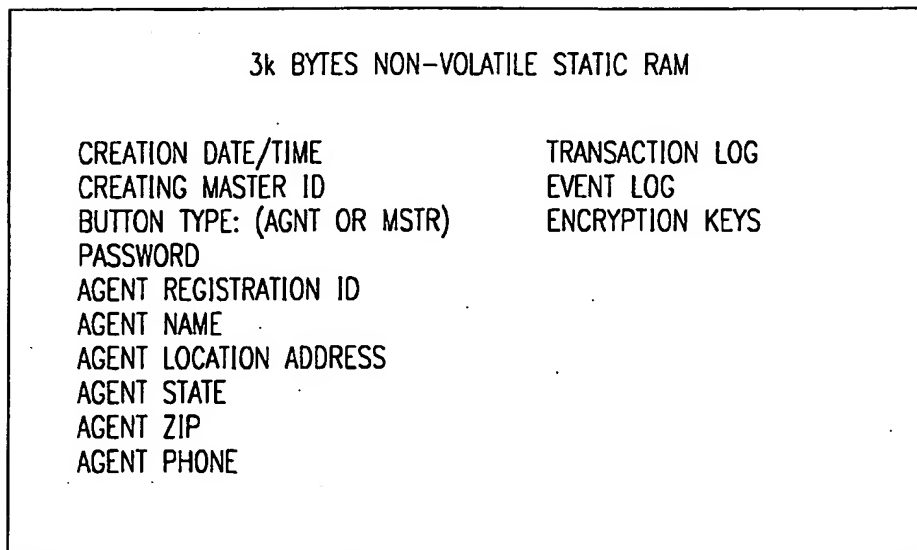 3k BYTES NON-VOLATILE STATIC RAM
CREATION DATE/TIME
CREATING MASTER ID
BUTTON TYPE: (AGNT OR MSTR)
PASSWORD
AGENT REGISTRATION ID
AGENT NAME
AGENT LOCATION ADDRESS
AGENT STATE
AGENT ZIP
AGENT PHONE
TRANSACTION LOG
EVENT LOG
ENCRYPTION KEYS